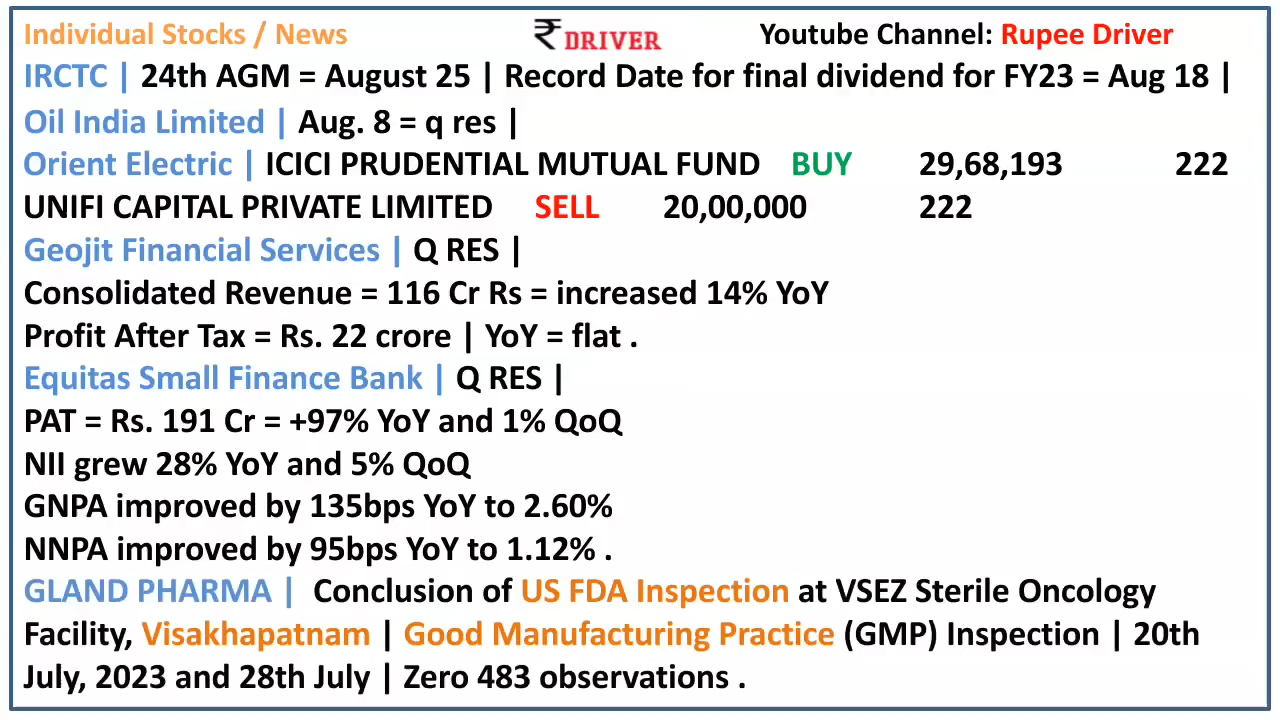 Individual Stocks / News ₹ DRIVER Youtube Channel: Rupee Driver
IRCTC | 24th AGM = August 25 | Record Date for final dividend for FY23 = Aug 18 |
Oil India Limited | Aug. 8 = q res |
Orient Electric | ICICI PRUDENTIAL MUTUAL FUND BUY 29,68,193 222
UNIFI CAPITAL PRIVATE LIMITED SELL 20,00,000 222
Geojit Financial Services | Q RES |
Consolidated Revenue = 116 Cr Rs = increased 14% YoY
Profit After Tax = Rs. 22 crore | YoY = flat .
Equitas Small Finance Bank | Q RES |
PAT = Rs. 191 Cr = +97% YoY and 1% QoQ
NII grew 28% YoY and 5% QoQ
GNPA improved by 135bps YoY to 2.60%
NNPA improved by 95bps YoY to 1.12% .
GLAND PHARMA | Conclusion of US FDA Inspection at VSEZ Sterile Oncology
Facility, Visakhapatnam | Good Manufacturing Practice (GMP) Inspection | 20th
July, 2023 and 28th July | Zero 483 observations .